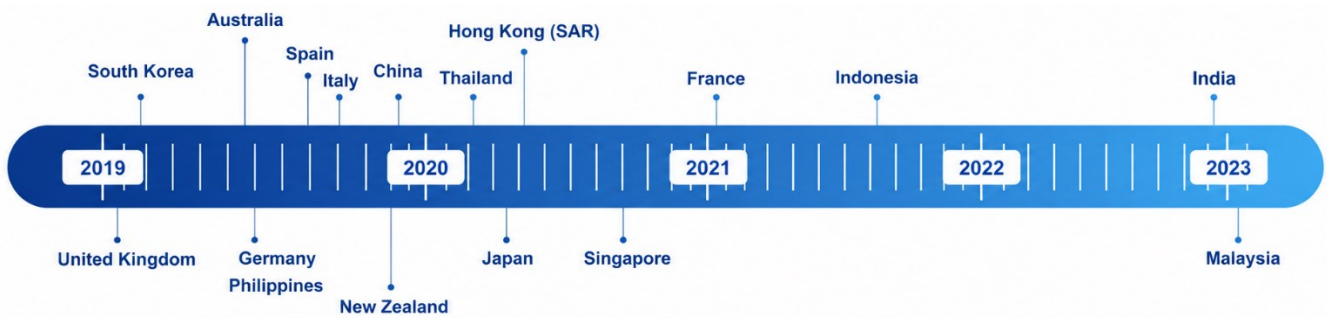 Australia
Hong Kong (SAR)
Spain
South Korea
Italy
China
Thailand
France
Indonesia
India
2019
2020
2021
2022
2023
United Kingdom
Germany
Philippines
Japan
Singapore
Malaysia
New Zealand